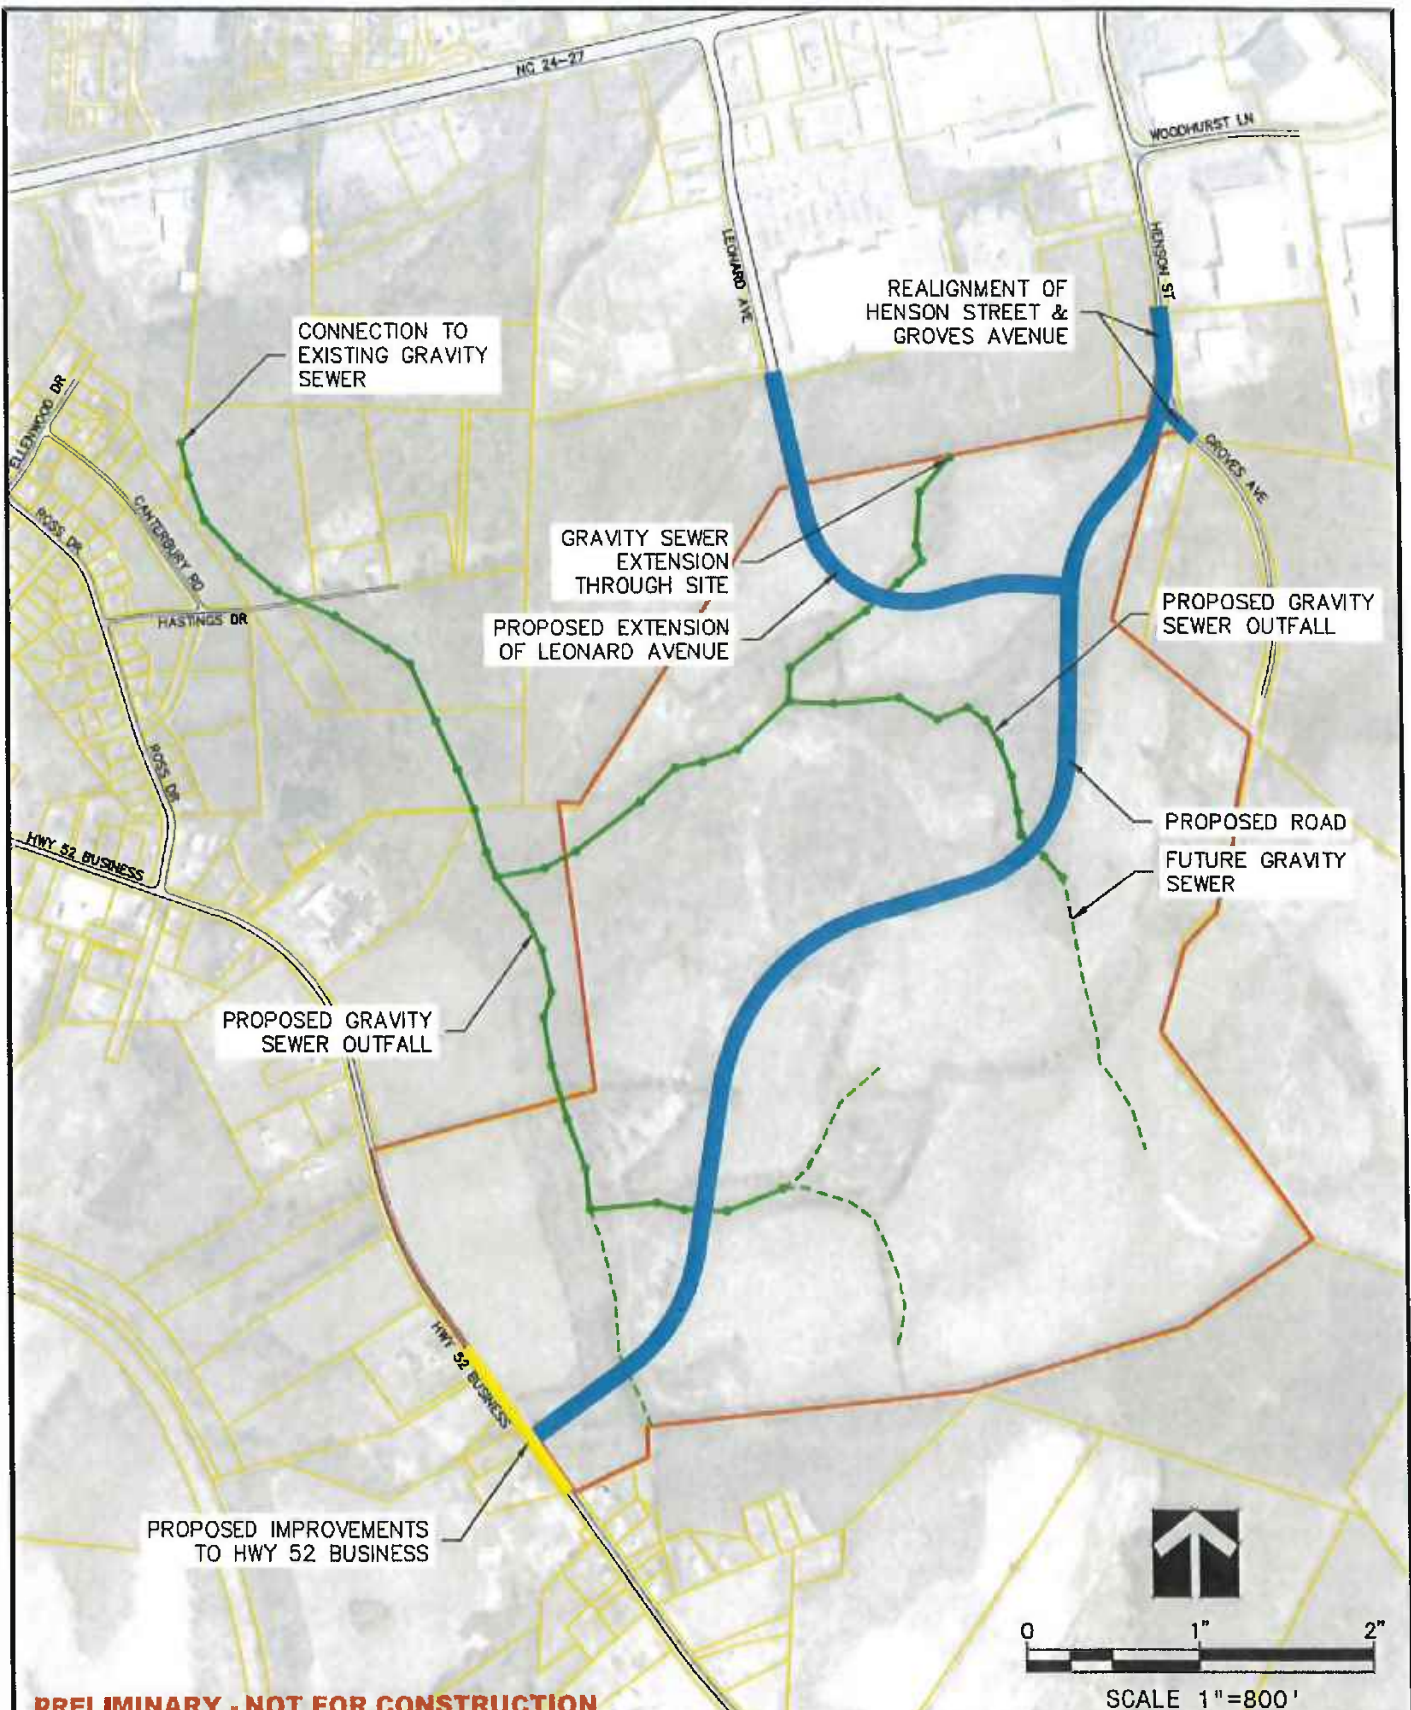 NC 24-27
WOODHURST LN
LEONARD AVE
HENSON ST
REALIGNMENT OF
HENSON STREET &
GROVES AVENUE
CONNECTION TO
EXISTING GRAVITY
SEWER
ELLENWOOD DR
GROVES AVE
CANTERBURY RD
ROSS DR
GRAVITY SEWER
EXTENSION
THROUGH SITE
PROPOSED GRAVITY
SEWER OUTFALL
HASTINGS DR
PROPOSED EXTENSION
OF LEONARD AVENUE
ROSS DR
PROPOSED ROAD
HWY 52 BUSINESS
FUTURE GRAVITY
SEWER
PROPOSED GRAVITY
SEWER OUTFALL
HWY 52 BUSINESS
PROPOSED IMPROVEMENTS
TO HWY 52 BUSINESS
0 1" 2"
SCALE 1"=800'
PRELIMINARY - NOT FOR CONSTRUCTION